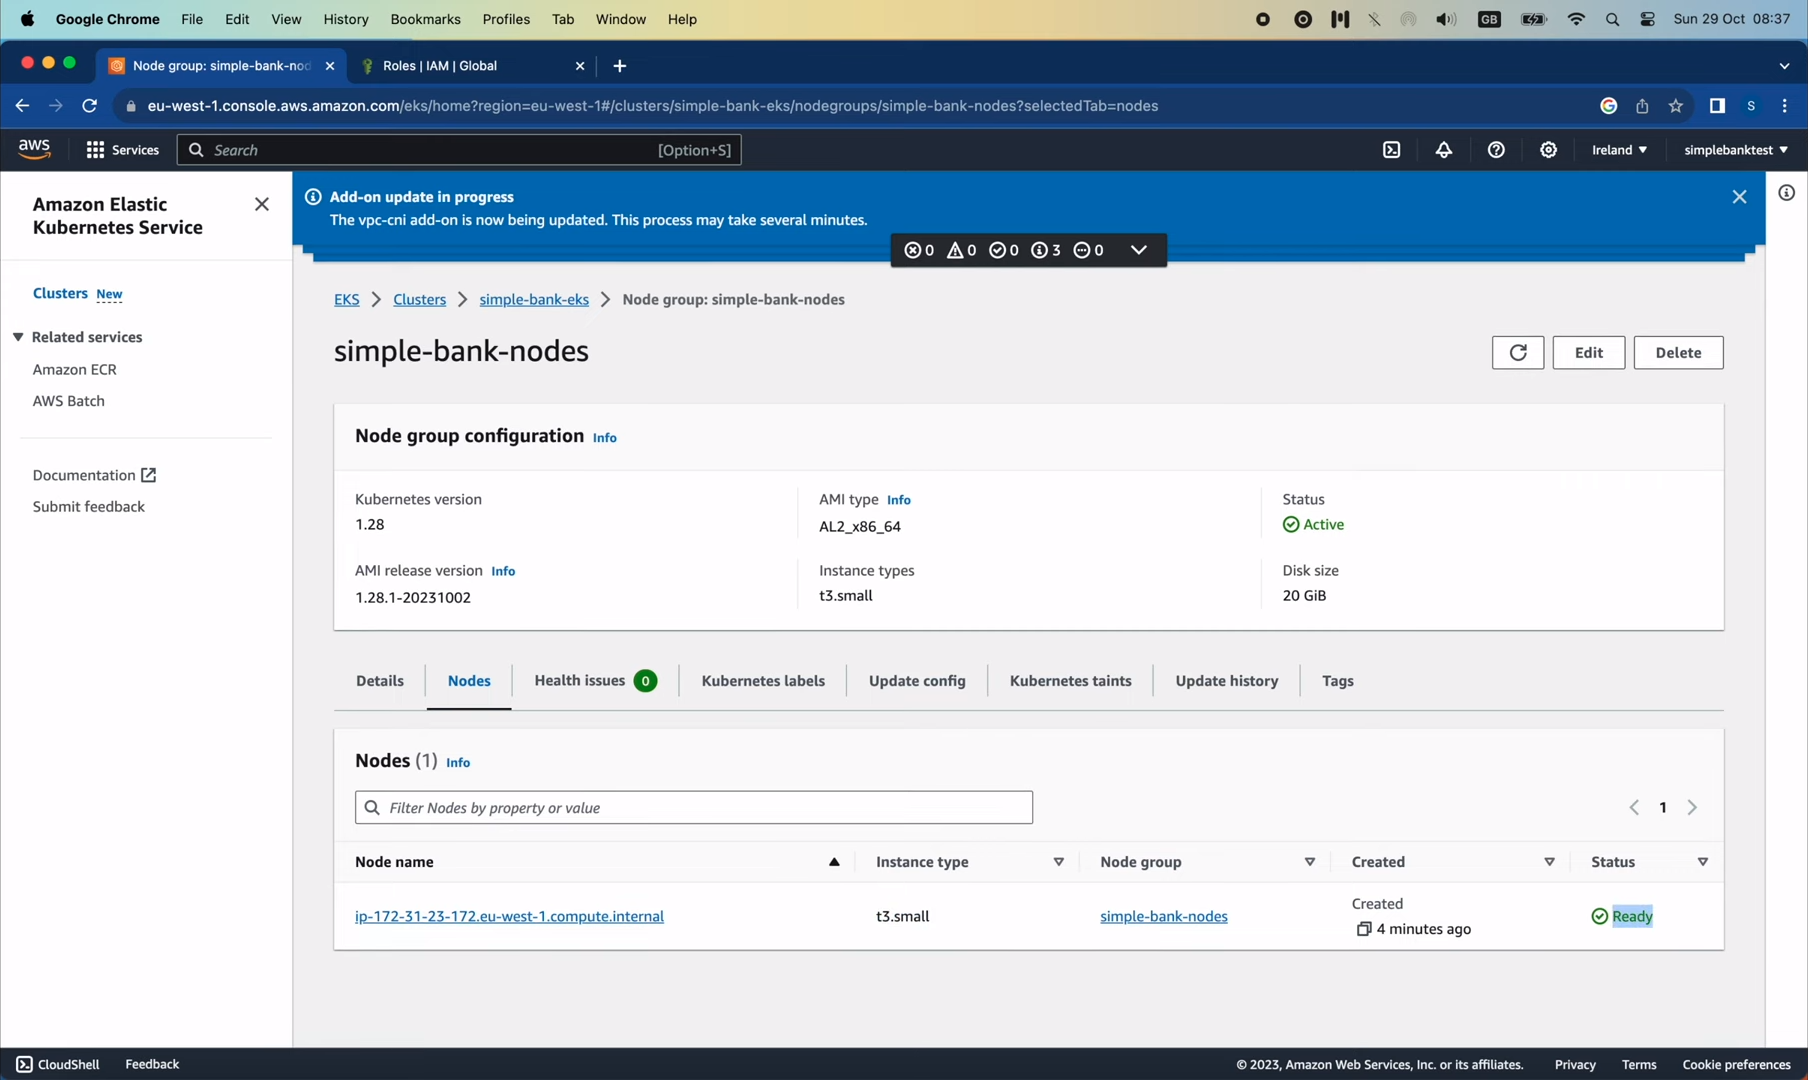 Google Chrome File Edit View History Bookmarks Profiles Tab Window Help GB Sun 29 Oct 08:37
Node group: simple-bank-nod Roles | IAM | Global
eu-west-1.console.aws.amazon.com/eks/home?region=eu-west-1#/clusters/simple-bank-eks/nodegroups/simple-bank-nodes?selectedTab=nodes S
aws Services Search [Option+S] Ireland simplebanktest
Amazon Elastic
Kubernetes Service
Clusters New
Related services
Amazon ECR
AWS Batch
Documentation
Submit feedback
Add-on update in progress
The vpc-cni add-on is now being updated. This process may take several minutes.
0 0 0 3 0
EKS Clusters simple-bank-eks Node group: simple-bank-nodes
simple-bank-nodes
Edit Delete
Node group configuration Info
Kubernetes version AMI type Info Status
1.28 AL2_x86_64 Active
AMI release version Info Instance types Disk size
1.28.1-20231002 t3.small 20 GiB
Details Nodes Health issues 0 Kubernetes labels Update config Kubernetes taints Update history Tags
Nodes (1) Info
Filter Nodes by property or value 1
Node name Instance type Node group Created Status
ip-172-31-23-172.eu-west-1.compute.internal t3.small simple-bank-nodes Created
4 minutes ago Ready
CloudShell Feedback © 2023, Amazon Web Services, Inc. or its affiliates. Privacy Terms Cookie preferences